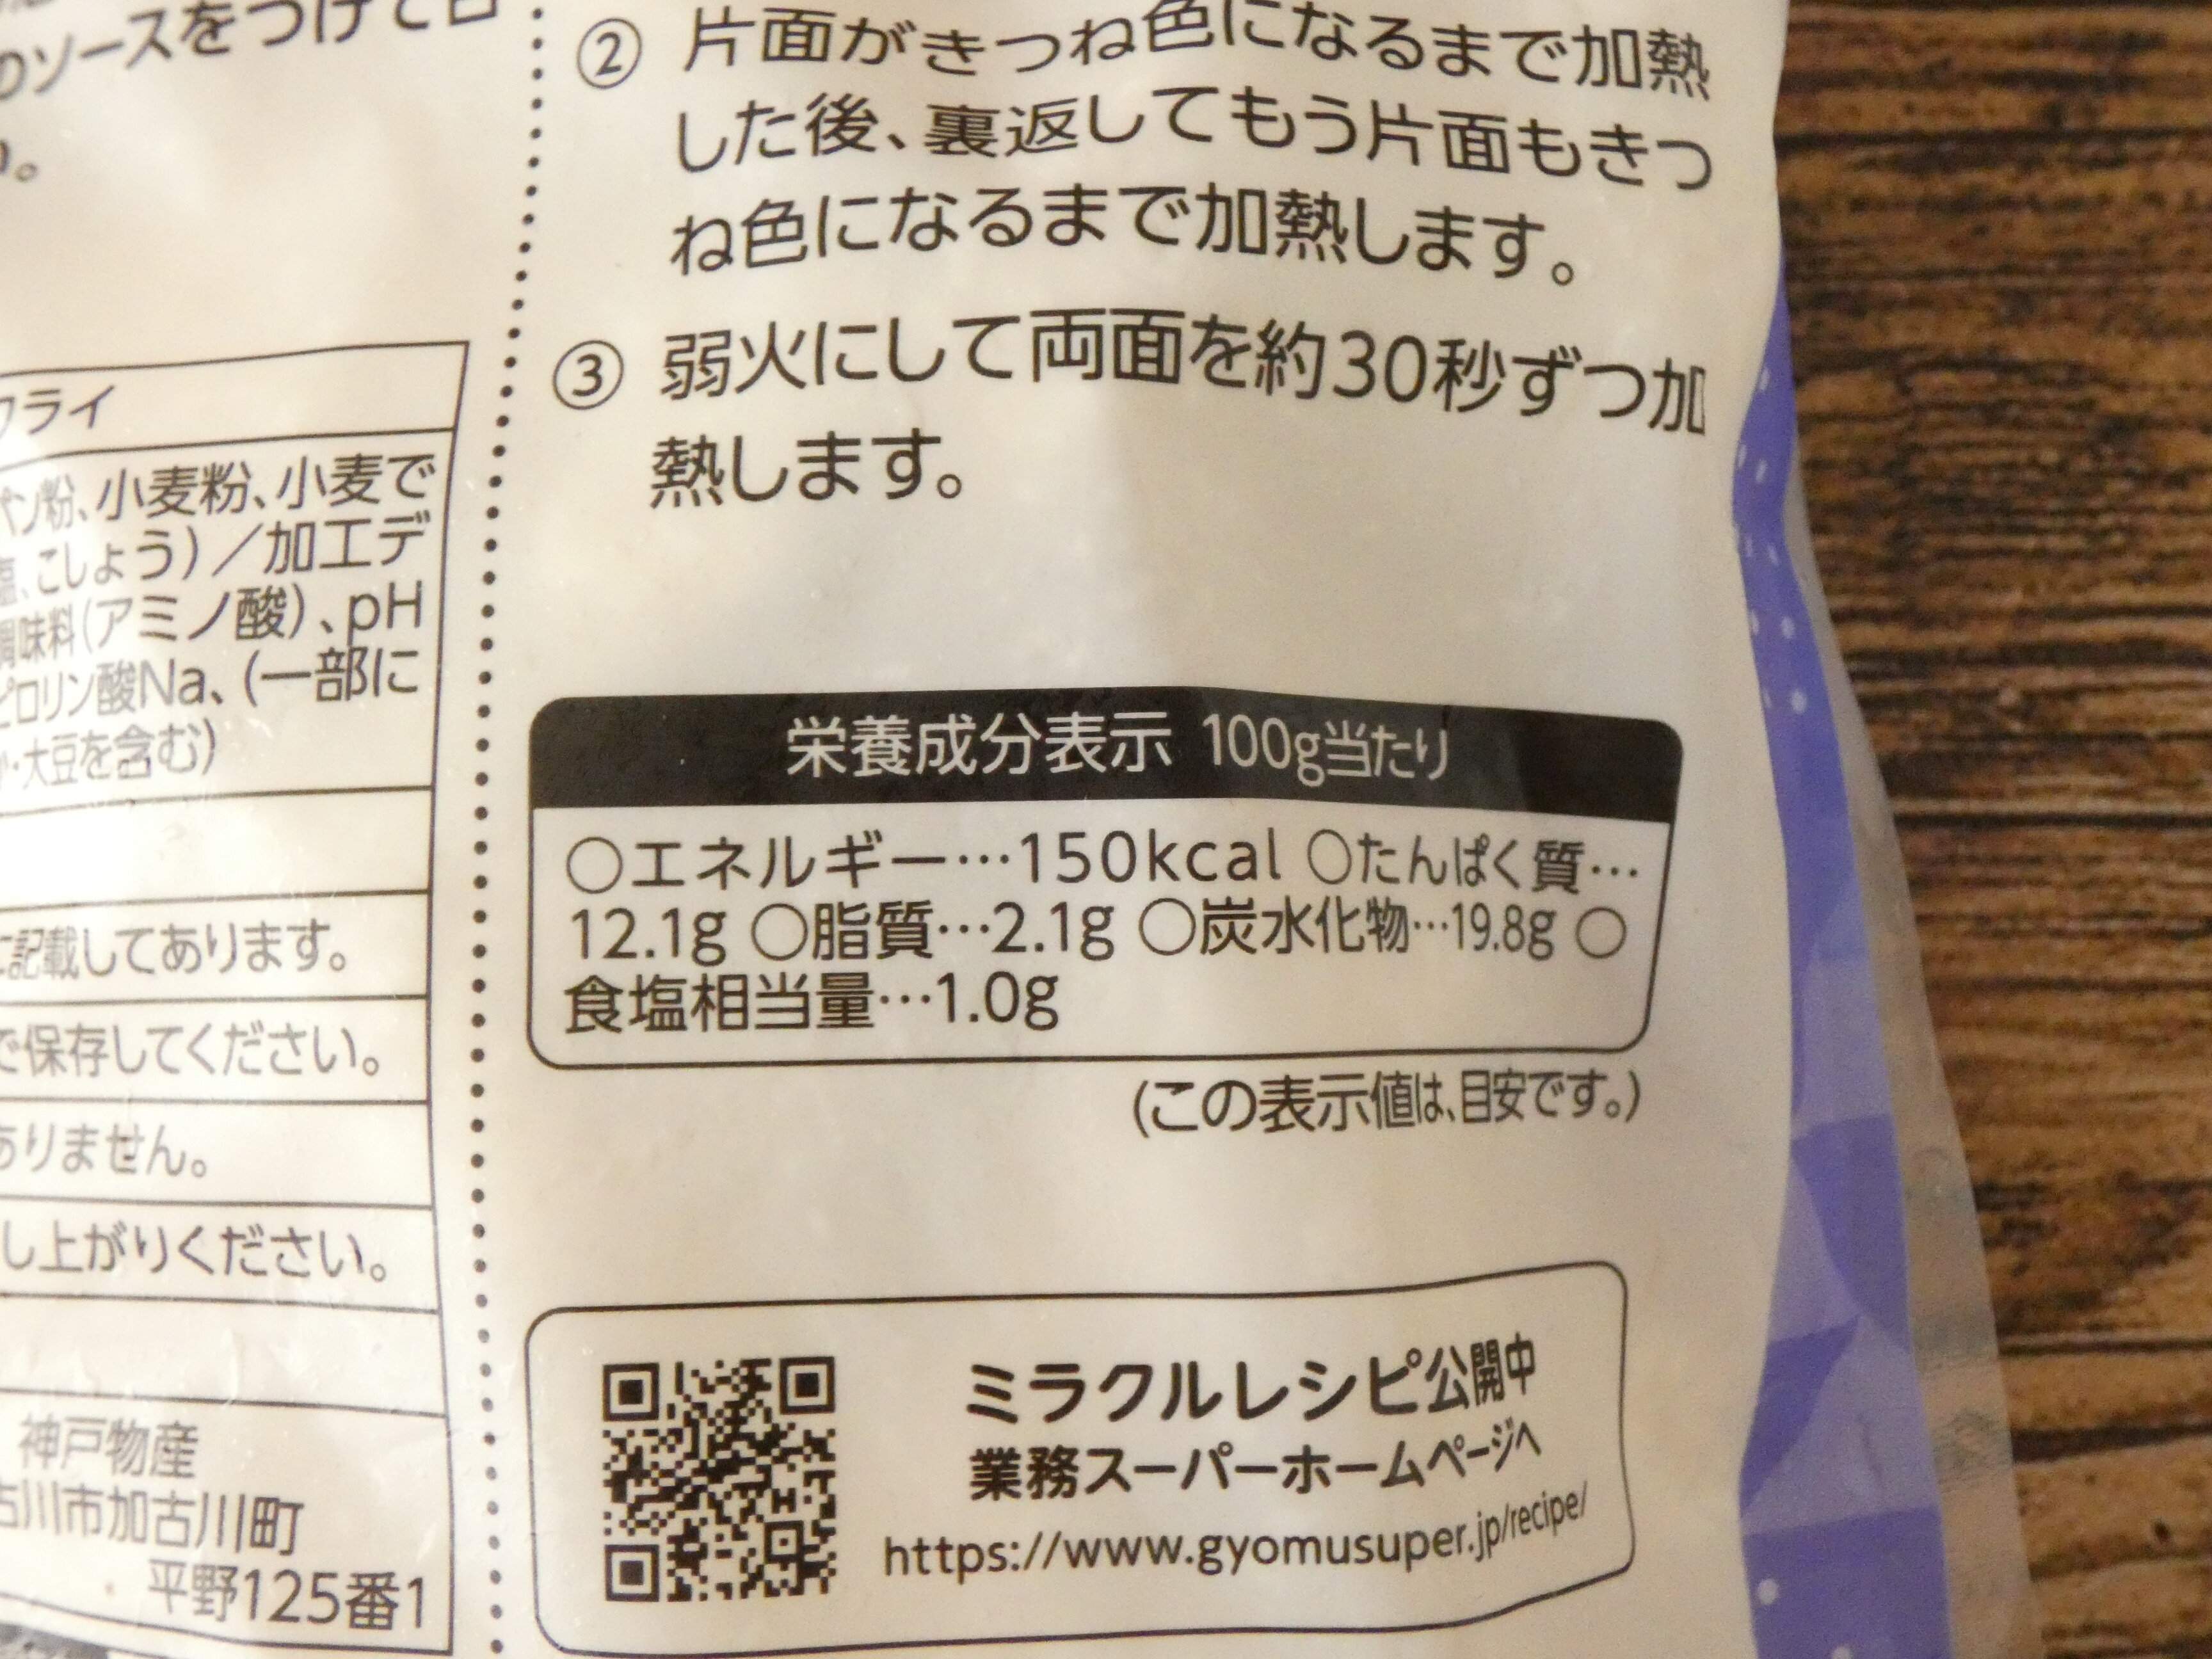 のソースをつけて
② 片面がきつね色になるまで加熱
した後、裏返してもう片面もきつ
ね色になるまで加熱します。
③ 弱火にして両面を約30秒ずつ加
熱します。
フライ
パン粉、小麦粉、小麦で
塩、こしょう)／加工デ
調味料(アミノ酸)、pH
ピロリン酸Na、(一部に
・大豆を含む)
に記載してあります。
で保存してください。
ありません。
し上がりください。
神戸物産
古川市加古川町
平野125番1
栄養成分表示 100g当たり
○エネルギー…150kcal ○たんぱく質…
12.1g ○脂質…2.1g ○炭水化物…19.8g ○
食塩相当量…1.0g
(この表示値は、目安です。)
ミラクルレシピ公開中
業務スーパーホームページへ
https://www.gyomusuper.jp/recipe/